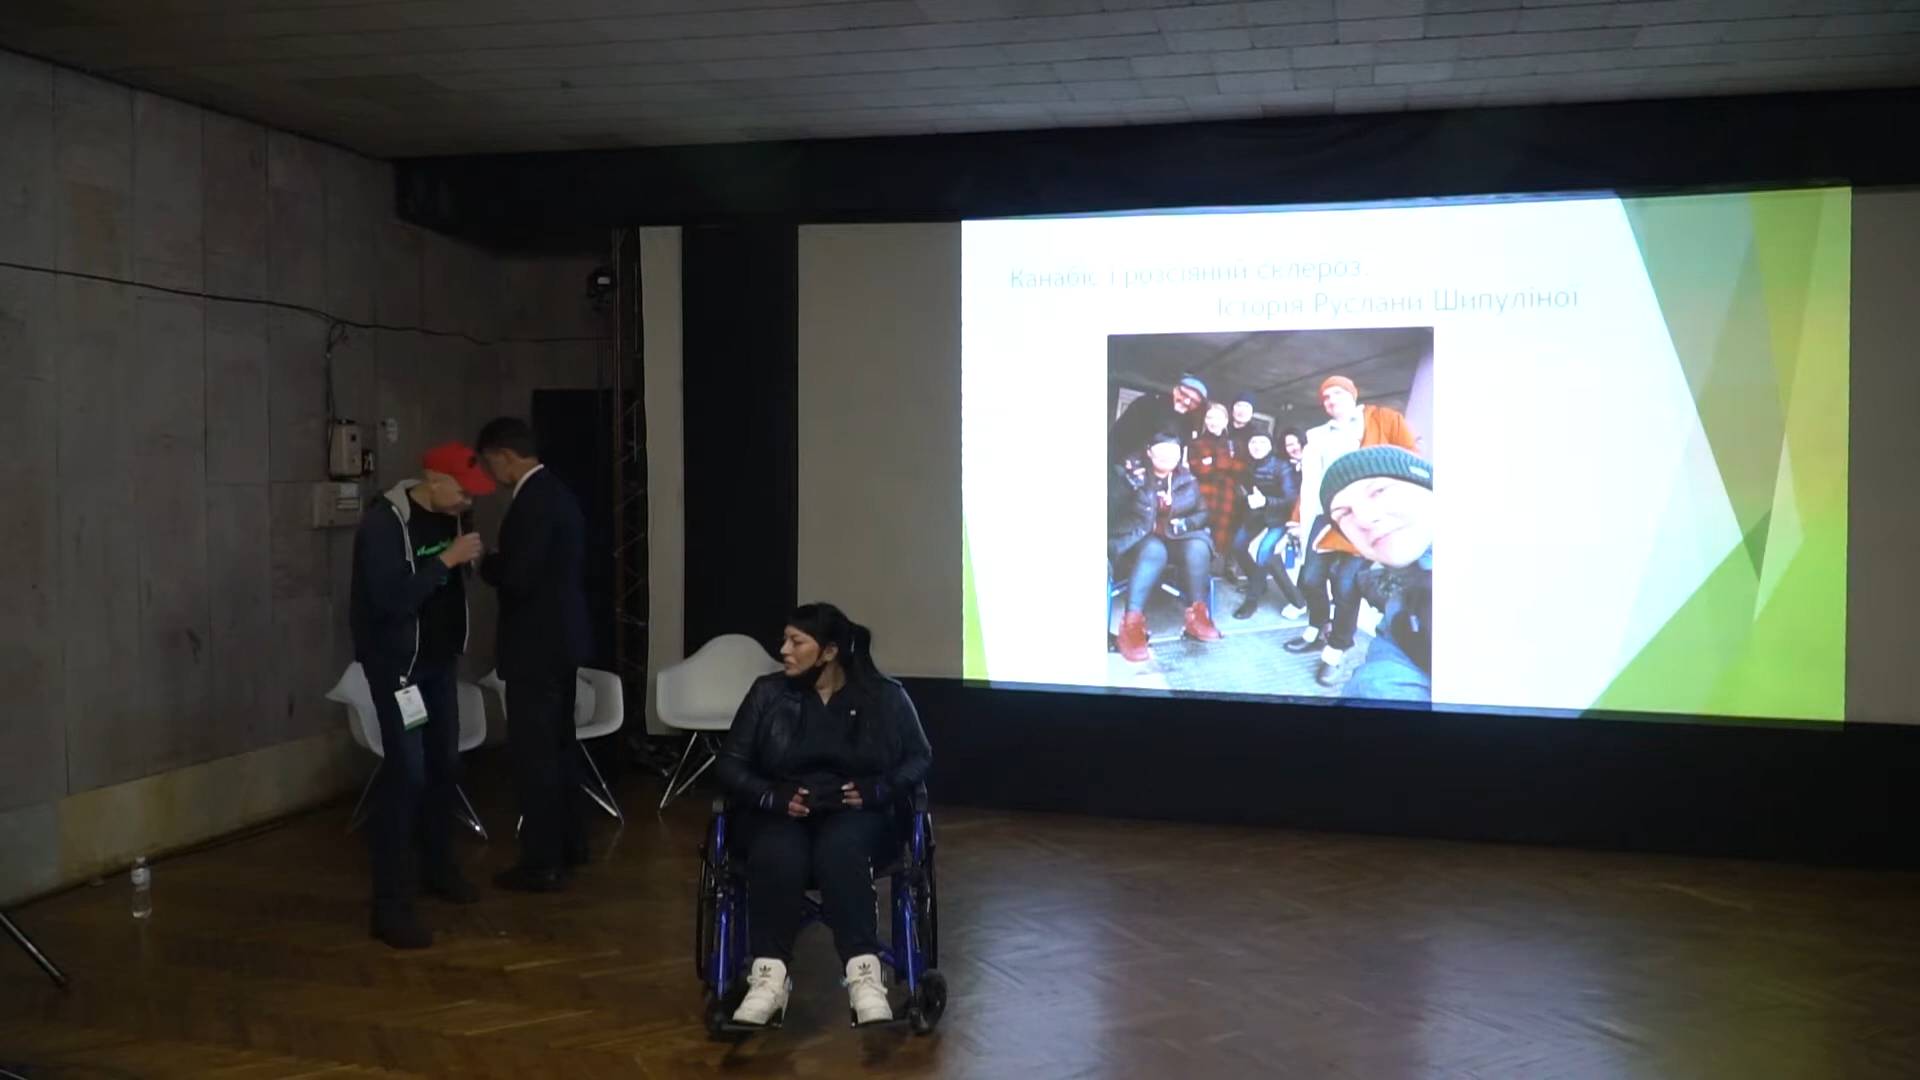 Канабіс і розсіяний склероз.
Історія Руслани Шипуліної